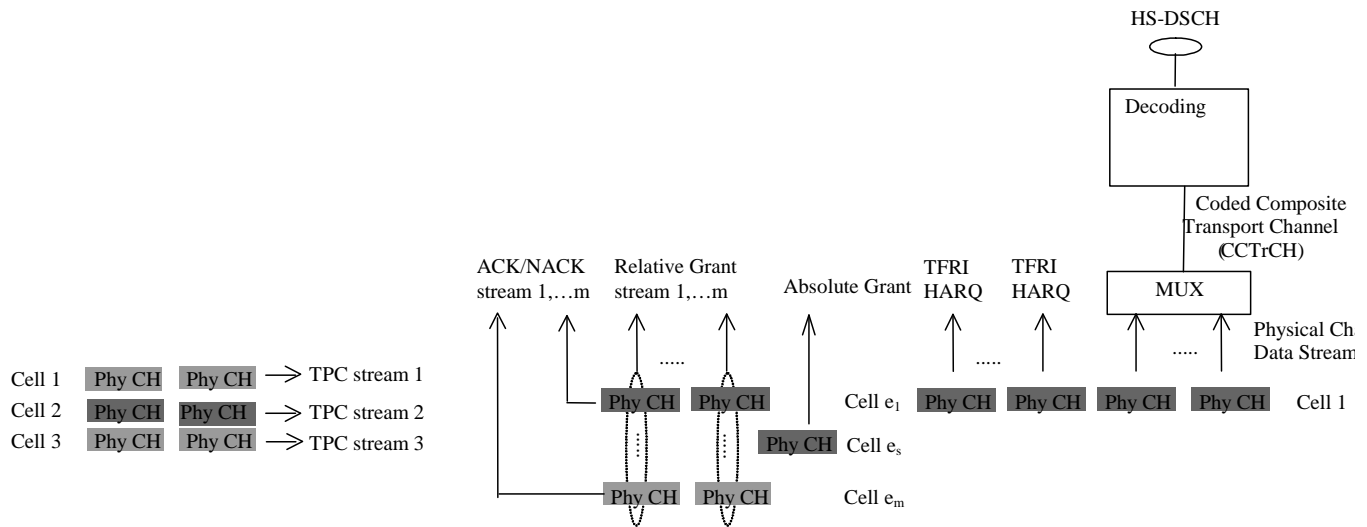 HS-DSCH
Decoding
Coded Composite
Transport Channel
(CCTrCH)
MUX
Physical Cha
Data Stream
ACK/NACK
stream 1,…m
Relative Grant
stream 1,…m
Absolute Grant
TFRI
HARQ
TFRI
HARQ
.....
.....
.....
Cell 1 Phy CH Phy CH TPC stream 1
Cell 2 Phy CH Phy CH TPC stream 2
Cell 3 Phy CH Phy CH TPC stream 3
Phy CH Phy CH Cell e1
Phy CH Cell es
Phy CH Phy CH Cell em
Phy CH Phy CH Phy CH Phy CH Cell 1